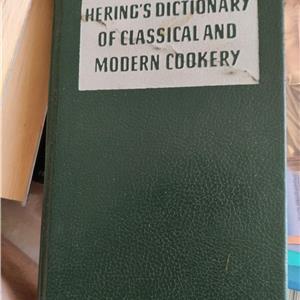 HERING'S DICTIONARY
OF CLASSICAL AND
MODERN COOKERY